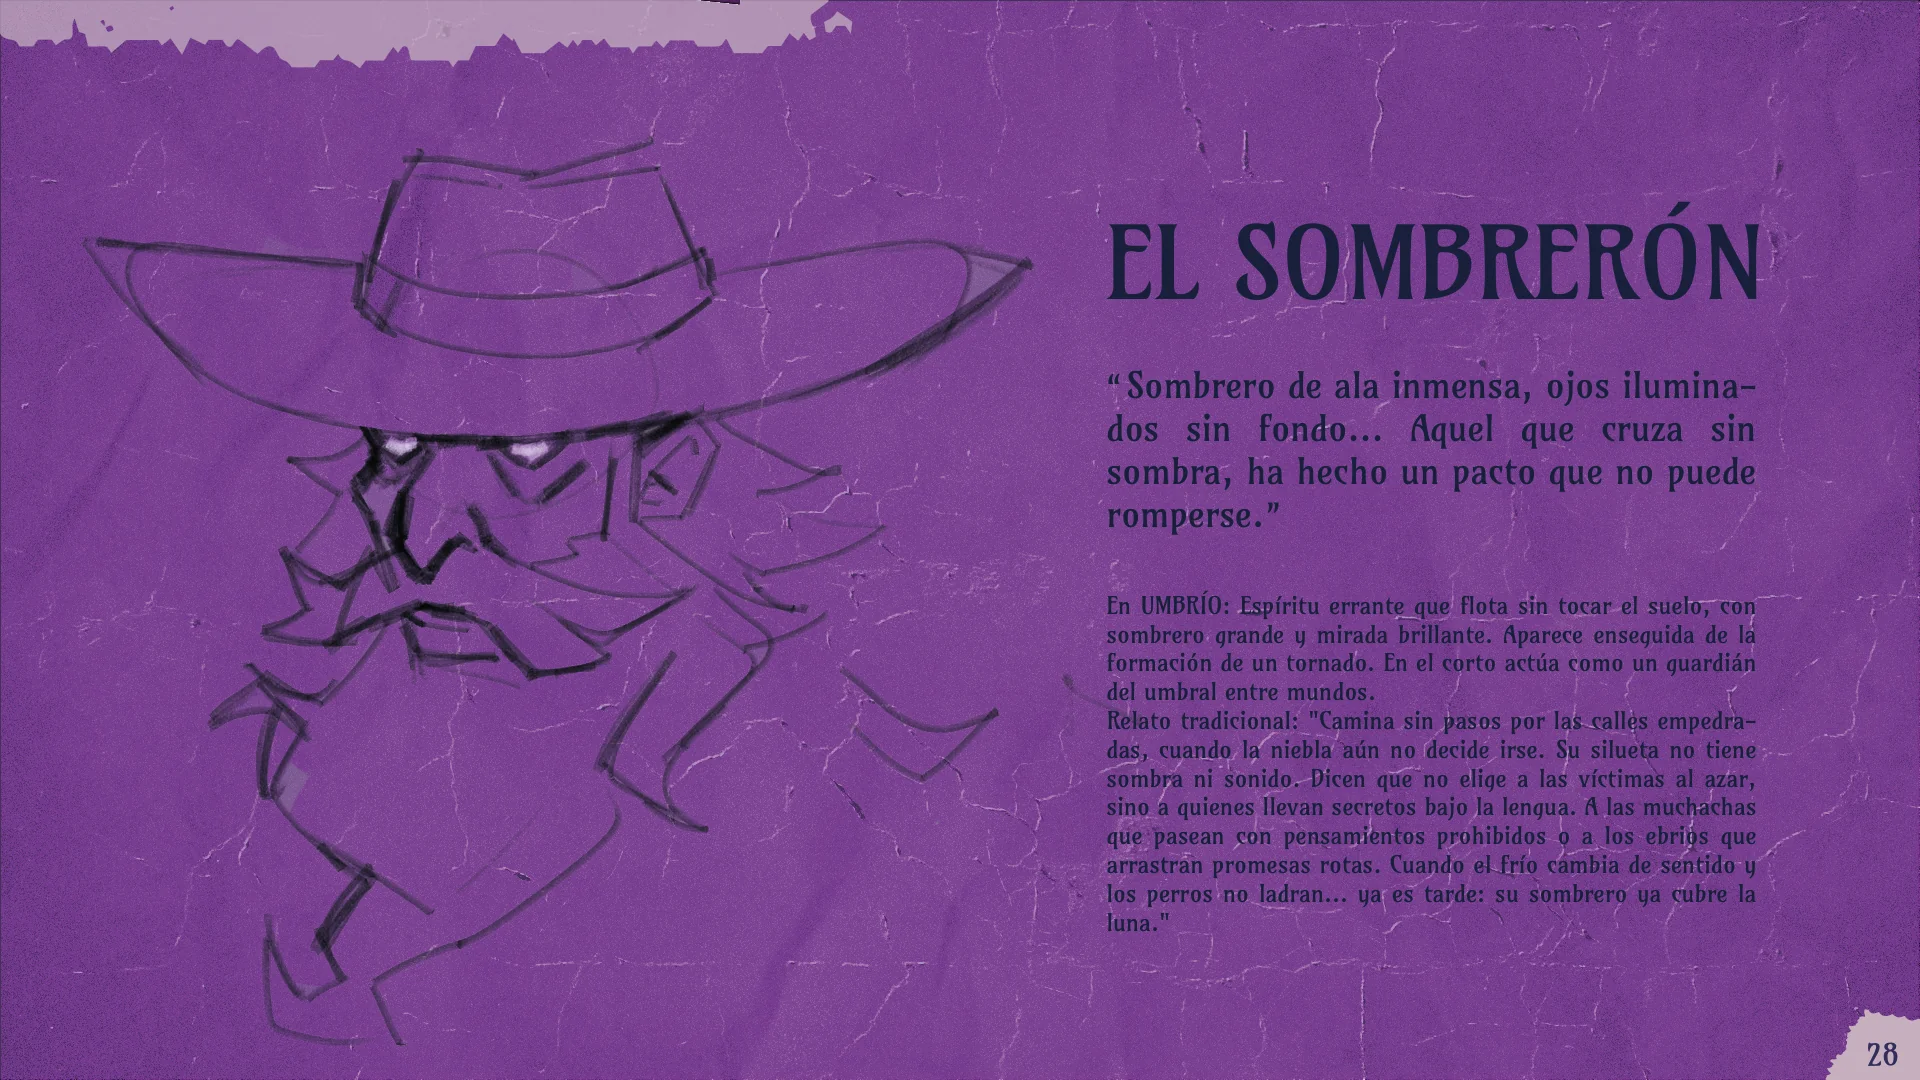 EL SOMBRERÓN
“Sombrero de ala inmensa, ojos ilumina-
dos sin fondo... Aquel que cruza sin
sombra, ha hecho un pacto que no puede
romperse.”
En UMBRÍO: Espíritu errante que flota sin tocar el suelo, con
sombrero grande y mirada brillante. Aparece enseguida de la
formación de un tornado. En el corto actúa como un guardián
del umbral entre mundos.
Relato tradicional: "Camina sin pasos por las calles empedra-
das, cuando la niebla aún no decide irse. Su silueta no tiene
sombra ni sonido. Dicen que no elige a las víctimas al azar,
sino a quienes llevan secretos bajo la lengua. A las muchachas
que pasean con pensamientos prohibidos o a los ebrios que
arrastran promesas rotas. Cuando el frío cambia de sentido y
los perros no ladran... ya es tarde: su sombrero ya cubre la
luna."
28